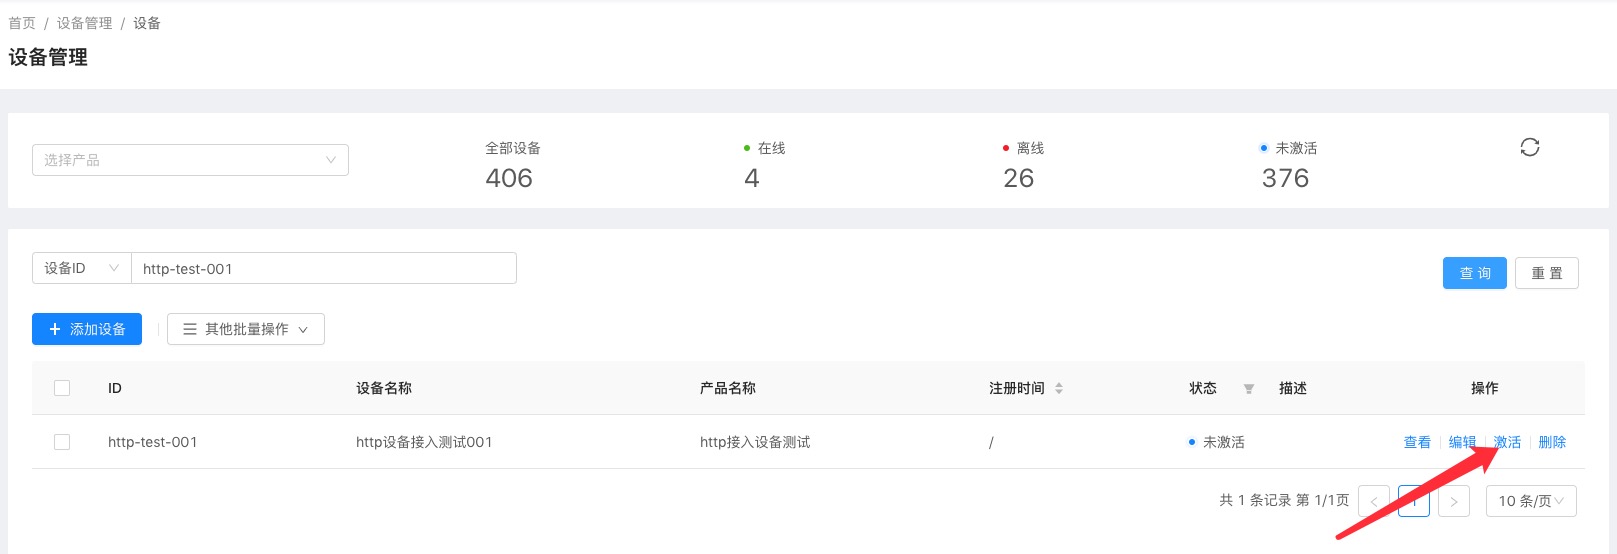 首页 / 设备管理 / 设备
设备管理
选择产品
全部设备 在线 离线 未激活
406 4 26 376
设备ID http-test-001 查 询 重 置
+ 添加设备 其他批量操作
ID 设备名称 产品名称 注册时间 状态 描述 操作
http-test-001 http设备接入测试001 http接入设备测试 / 未激活 查看 编辑 激活 删除
共 1 条记录 第 1/1页 < 1 > 10 条/页